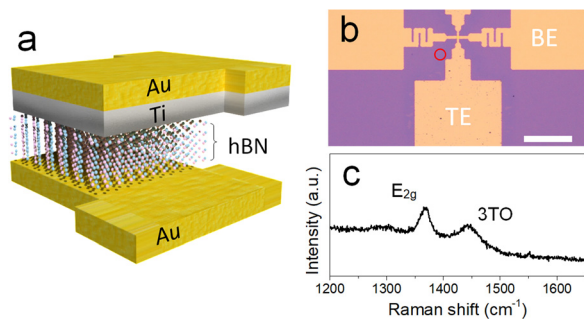 a
Au
Ti
hBN
Au
b
BE
TE
c
E2g
3TO
Intensity (a.u.)
1200 1300 1400 1500 1600
Raman shift (cm-1)